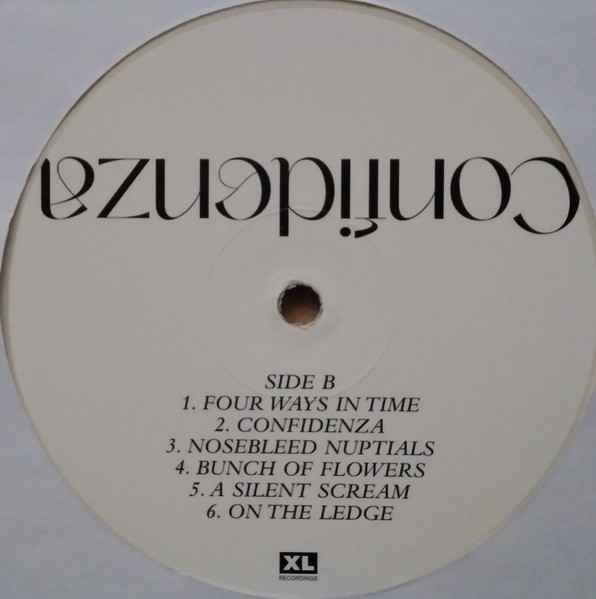 Confidenza
SIDE B
1. FOUR WAYS IN TIME
2. CONFIDENZA
3. NOSEBLEED NUPTIALS
4. BUNCH OF FLOWERS
5. A SILENT SCREAM
6. ON THE LEDGE
XL
RECORDINGS